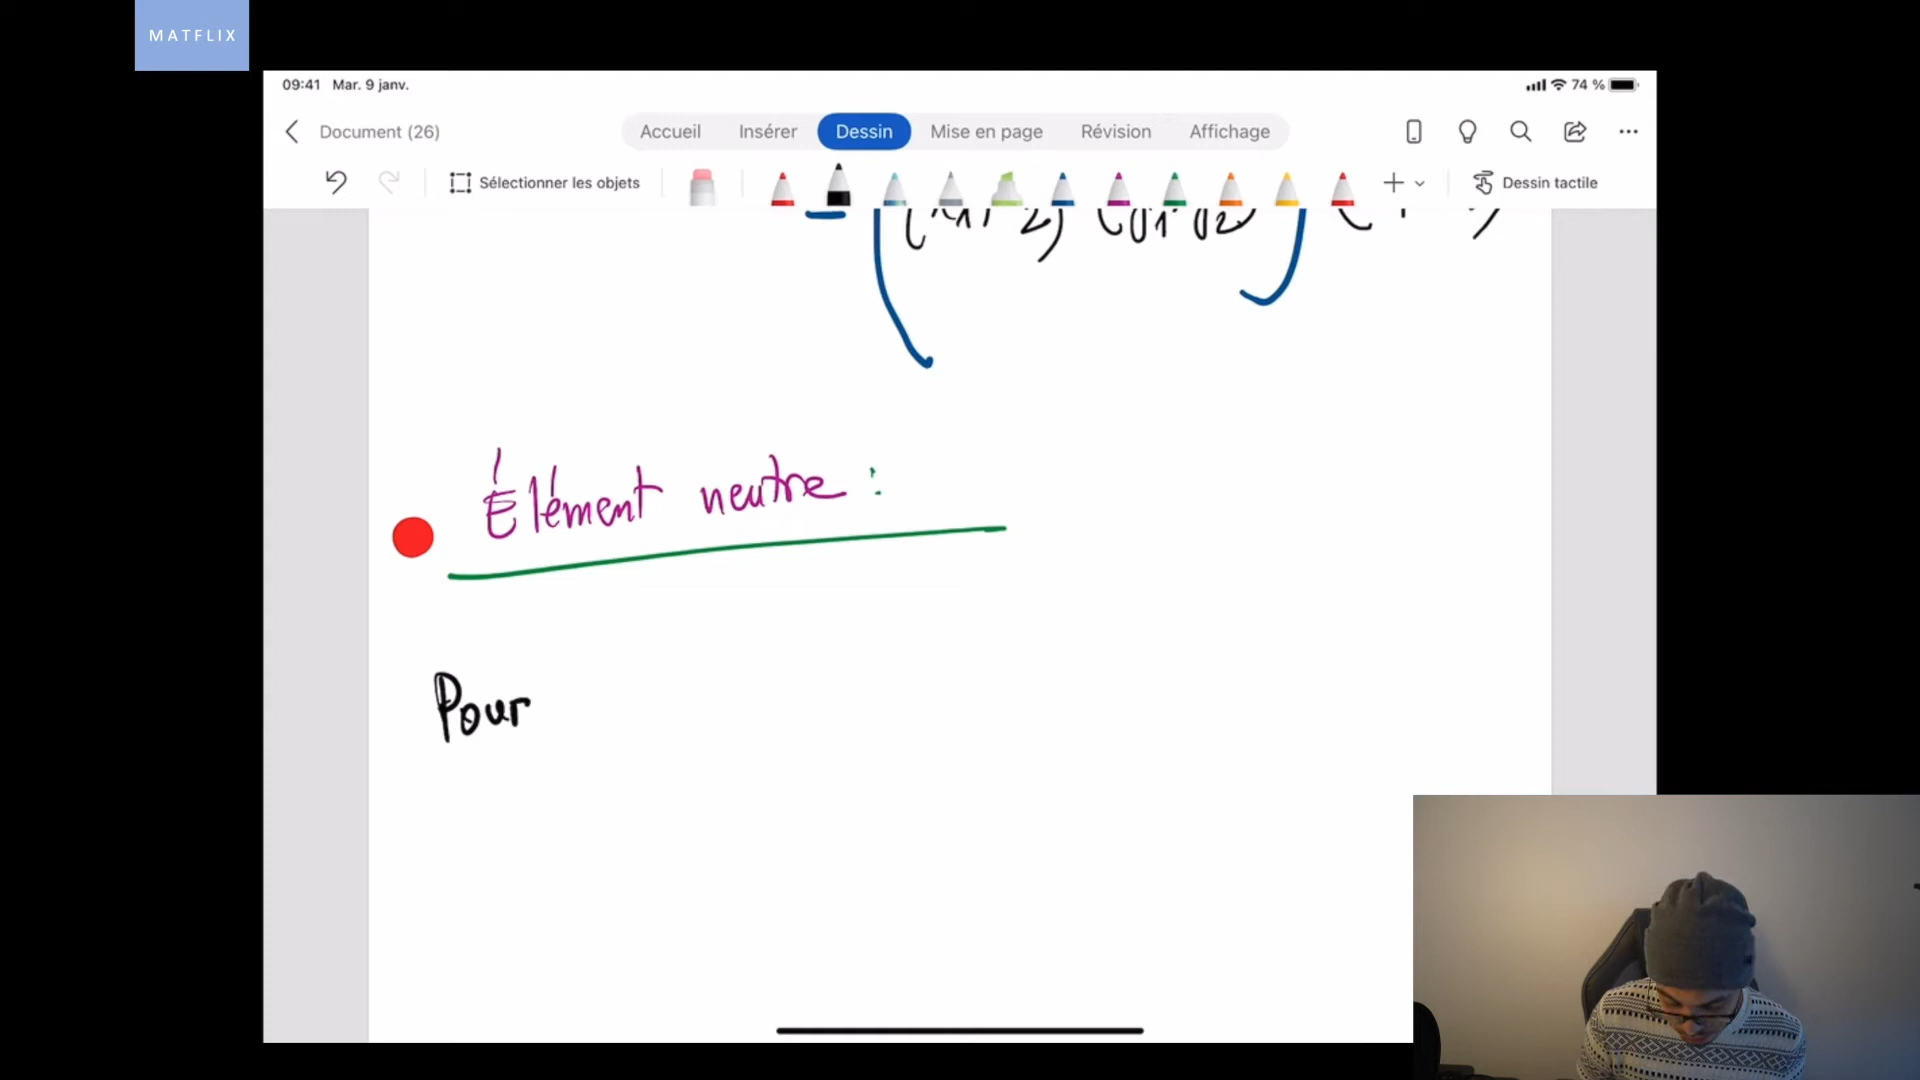 MATFLIX
09:41 Mar. 9 janv.
74 %
Document (26)
Accueil Insérer Dessin Mise en page Révision Affichage
Sélectionner les objets
Dessin tactile
Élément neutre :
Pour